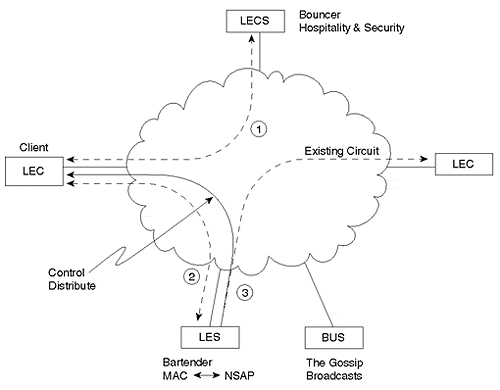 LECS
Bouncer
Hospitality & Security
1
Client
LEC
Existing Circuit
LEC
Control
Distribute
2
3
LES
BUS
Bartender
MAC ◄─► NSAP
The Gossip
Broadcasts